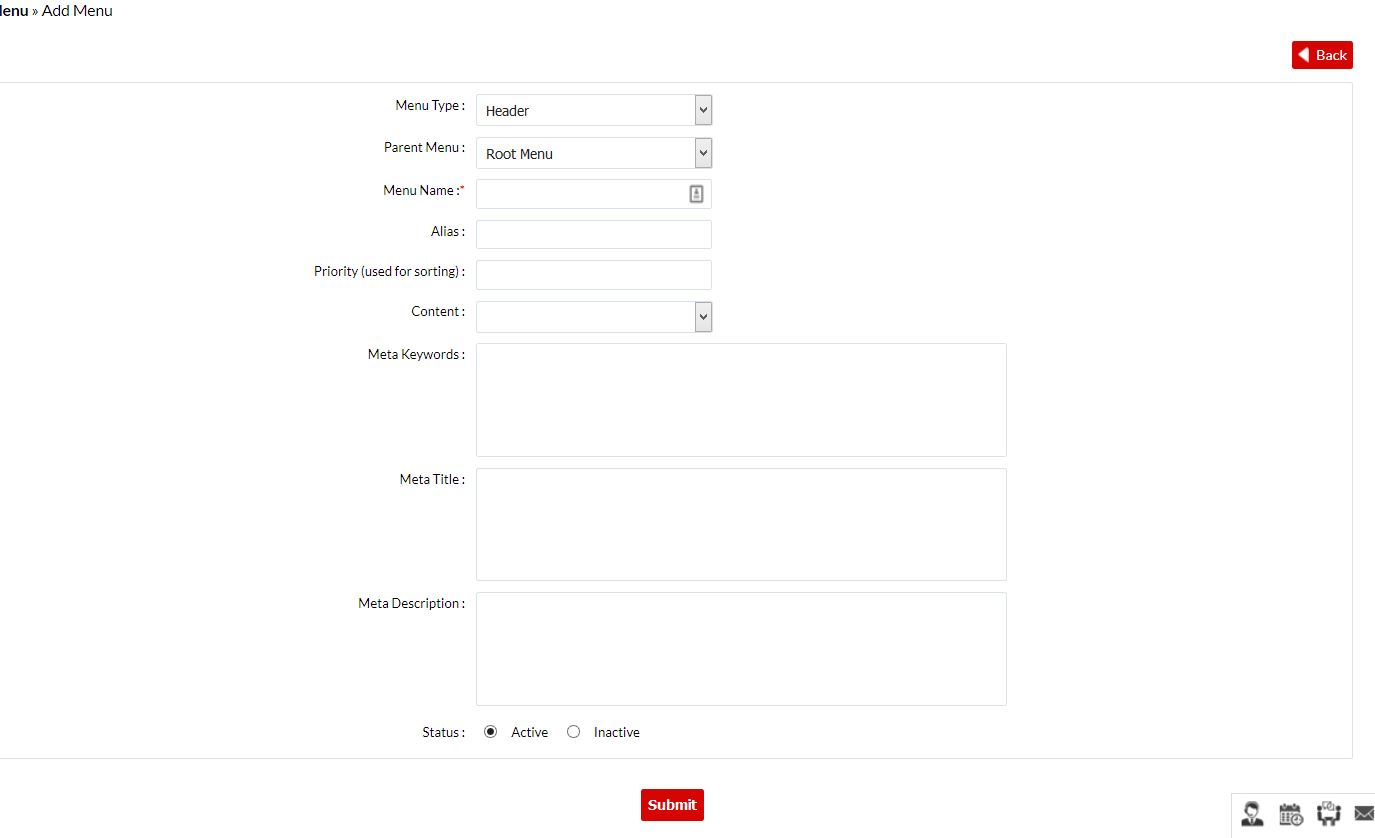 » Add Menu
Back
Menu Type :
Header
Parent Menu :
Root Menu
Menu Name :*
Alias :
Priority (used for sorting) :
Content :
Meta Keywords :
Meta Title :
Meta Description :
Status :
Active
Inactive
Submit